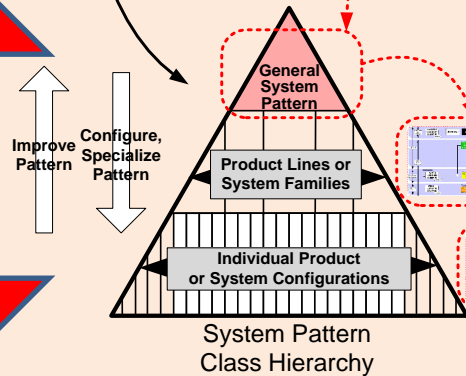 General
System
Pattern
Improve
Pattern
Configure,
Specialize
Pattern
Product Lines or
System Families
Individual Product
or System Configurations
System Pattern
Class Hierarchy